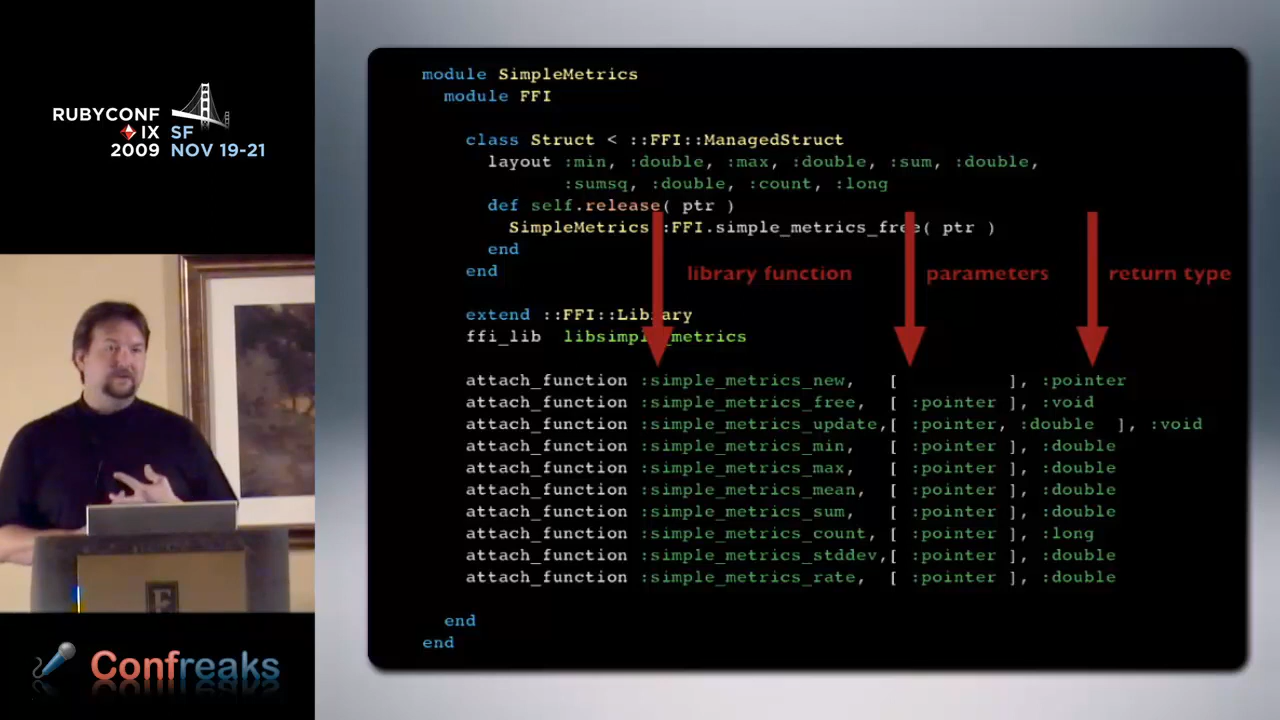 RUBYCONF
IX SF
2009 NOV 19-21
module SimpleMetrics
module FFI
class Struct < ::FFI::ManagedStruct
layout :min, :double, :max, :double, :sum, :double,
:sumsq, :double, :count, :long
def self.release( ptr )
SimpleMetrics::FFI.simple_metrics_free( ptr )
end
end
library function
parameters
return type
extend ::FFI::Library
ffi_lib libsimple_metrics
attach_function :simple_metrics_new, [ ], :pointer
attach_function :simple_metrics_free, [ :pointer ], :void
attach_function :simple_metrics_update,[ :pointer, :double ], :void
attach_function :simple_metrics_min, [ :pointer ], :double
attach_function :simple_metrics_max, [ :pointer ], :double
attach_function :simple_metrics_mean, [ :pointer ], :double
attach_function :simple_metrics_sum, [ :pointer ], :double
attach_function :simple_metrics_count, [ :pointer ], :long
attach_function :simple_metrics_stddev,[ :pointer ], :double
attach_function :simple_metrics_rate, [ :pointer ], :double
end
end
Confreaks